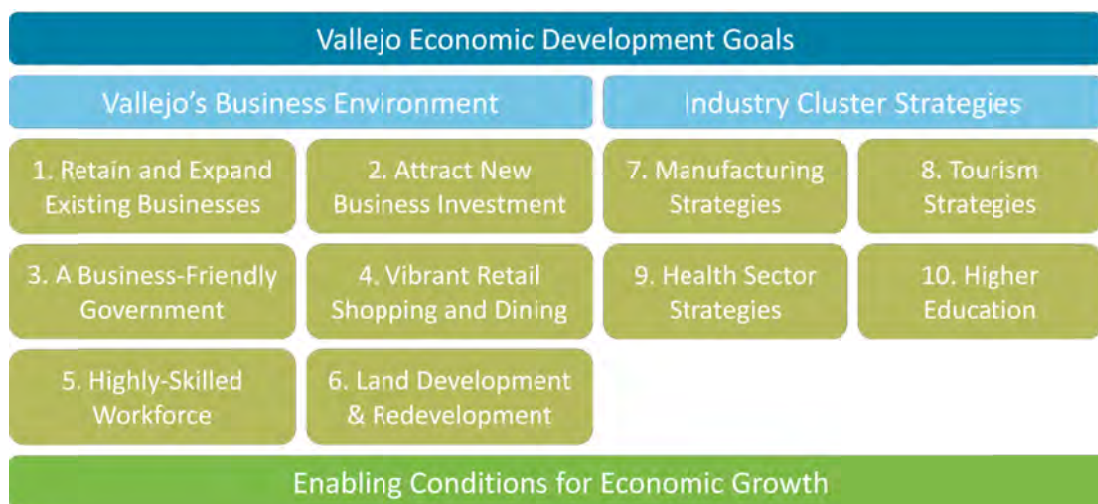 Vallejo Economic Development Goals
Vallejo's Business Environment
Industry Cluster Strategies
1. Retain and Expand
Existing Businesses
2. Attract New
Business Investment
7. Manufacturing
Strategies
8. Tourism
Strategies
3. A Business-Friendly
Government
4. Vibrant Retail
Shopping and Dining
9. Health Sector
Strategies
10. Higher
Education
5. Highly-Skilled
Workforce
6. Land Development
& Redevelopment
Enabling Conditions for Economic Growth